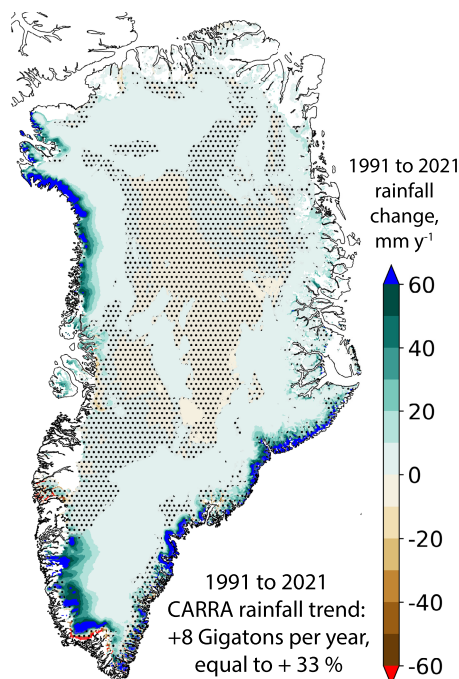 1991 to 2021
rainfall
change,
mm y⁻¹
60
40
20
0
-20
-40
-60
1991 to 2021
CARRA rainfall trend:
+8 Gigatons per year,
equal to + 33 %